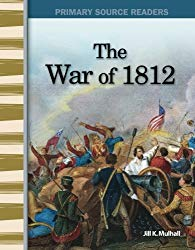 PRIMARY SOURCE READERS
The
War of 1812
Jill K. Mulhall